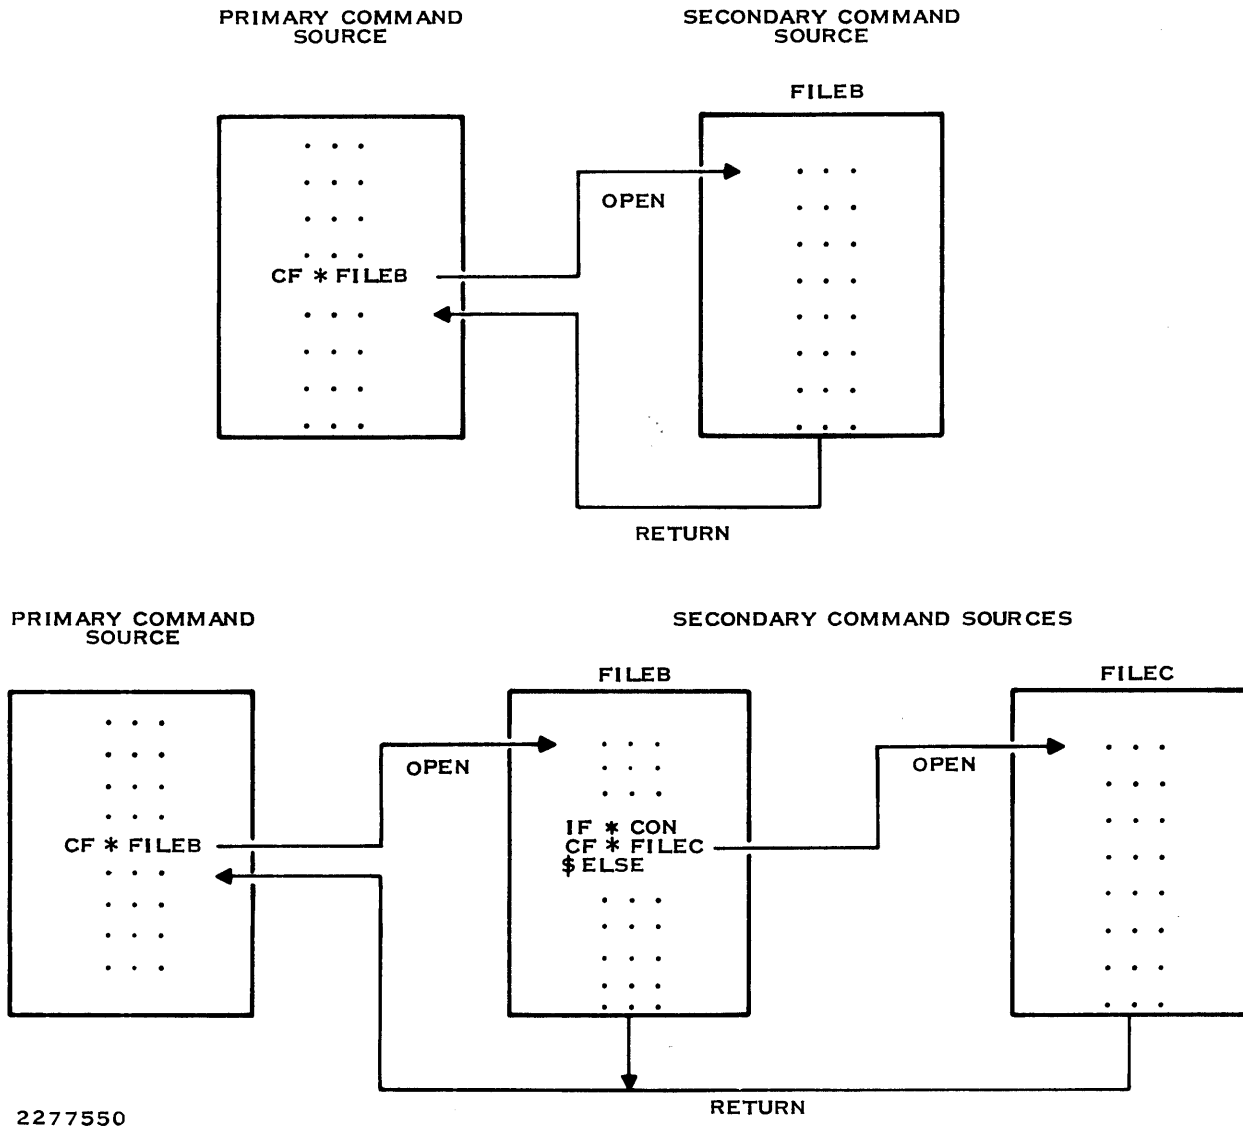 PRIMARY COMMAND
SOURCE
SECONDARY COMMAND
SOURCE
FILEB
OPEN
CF * FILEB
RETURN
PRIMARY COMMAND
SOURCE
SECONDARY COMMAND SOURCES
FILEB
FILEC
OPEN
OPEN
IF * CON
CF * FILEB
CF * FILEC
$ ELSE
RETURN
2277550